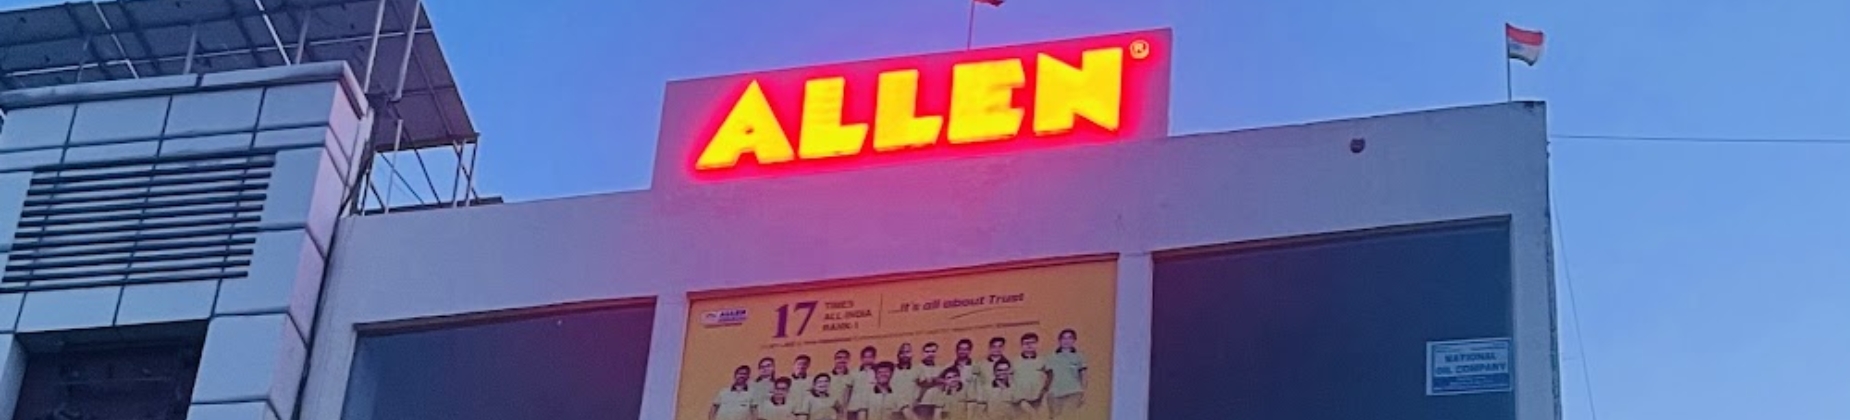 ALLEN®
ALLEN
17 TIMES
ALL INDIA
RANK-1
...it's all about Trust
NATIONAL
OIL COMPANY